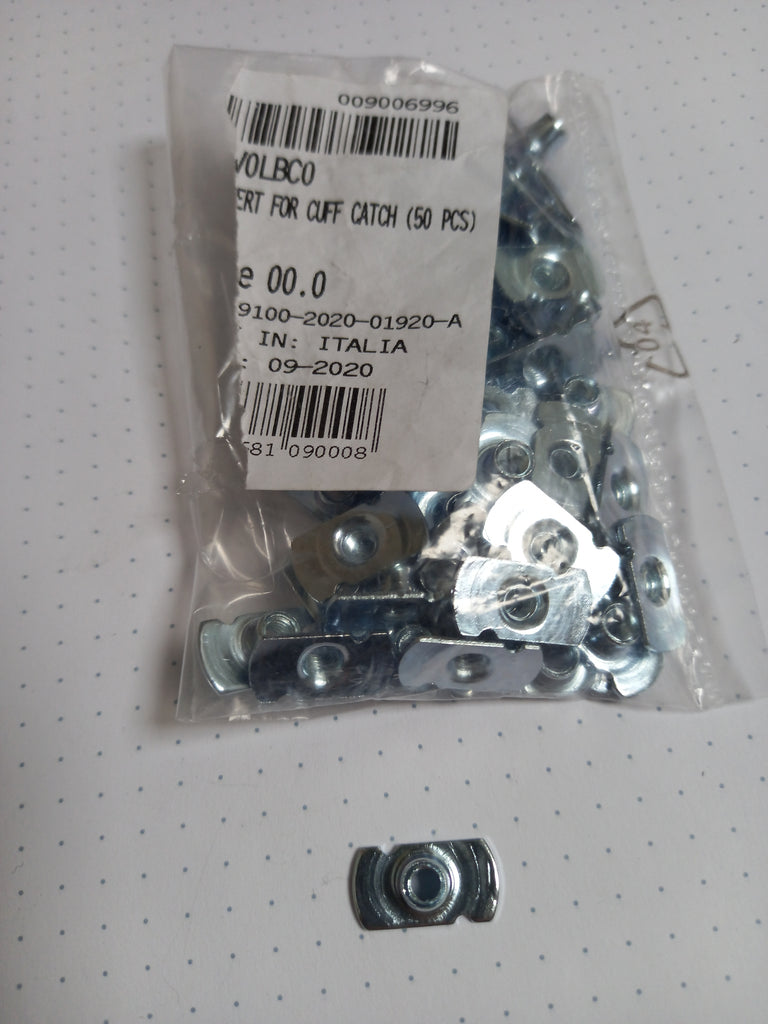 009006996
VOLBCO
ERT FOR CUFF CATCH (50 PCS)
e 00.0
9100-2020-01920-A
IN: ITALIA
: 09-2020
681 090008
04